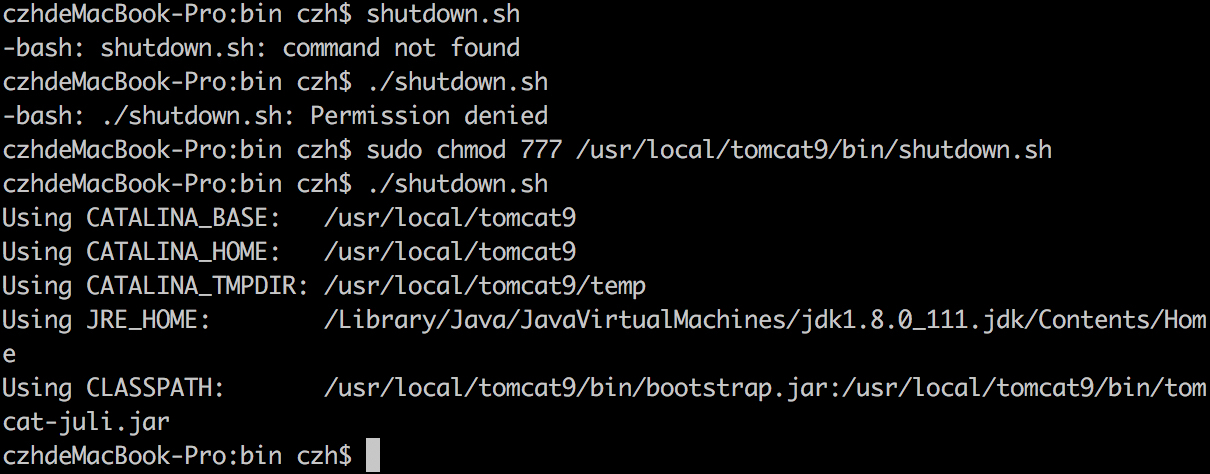 czhdeMacBook-Pro:bin czh$ shutdown.sh
-bash: shutdown.sh: command not found
czhdeMacBook-Pro:bin czh$ ./shutdown.sh
-bash: ./shutdown.sh: Permission denied
czhdeMacBook-Pro:bin czh$ sudo chmod 777 /usr/local/tomcat9/bin/shutdown.sh
czhdeMacBook-Pro:bin czh$ ./shutdown.sh
Using CATALINA_BASE:   /usr/local/tomcat9
Using CATALINA_HOME:   /usr/local/tomcat9
Using CATALINA_TMPDIR: /usr/local/tomcat9/temp
Using JRE_HOME:        /Library/Java/JavaVirtualMachines/jdk1.8.0_111.jdk/Contents/Hom
e
Using CLASSPATH:       /usr/local/tomcat9/bin/bootstrap.jar:/usr/local/tomcat9/bin/tom
cat-juli.jar
czhdeMacBook-Pro:bin czh$